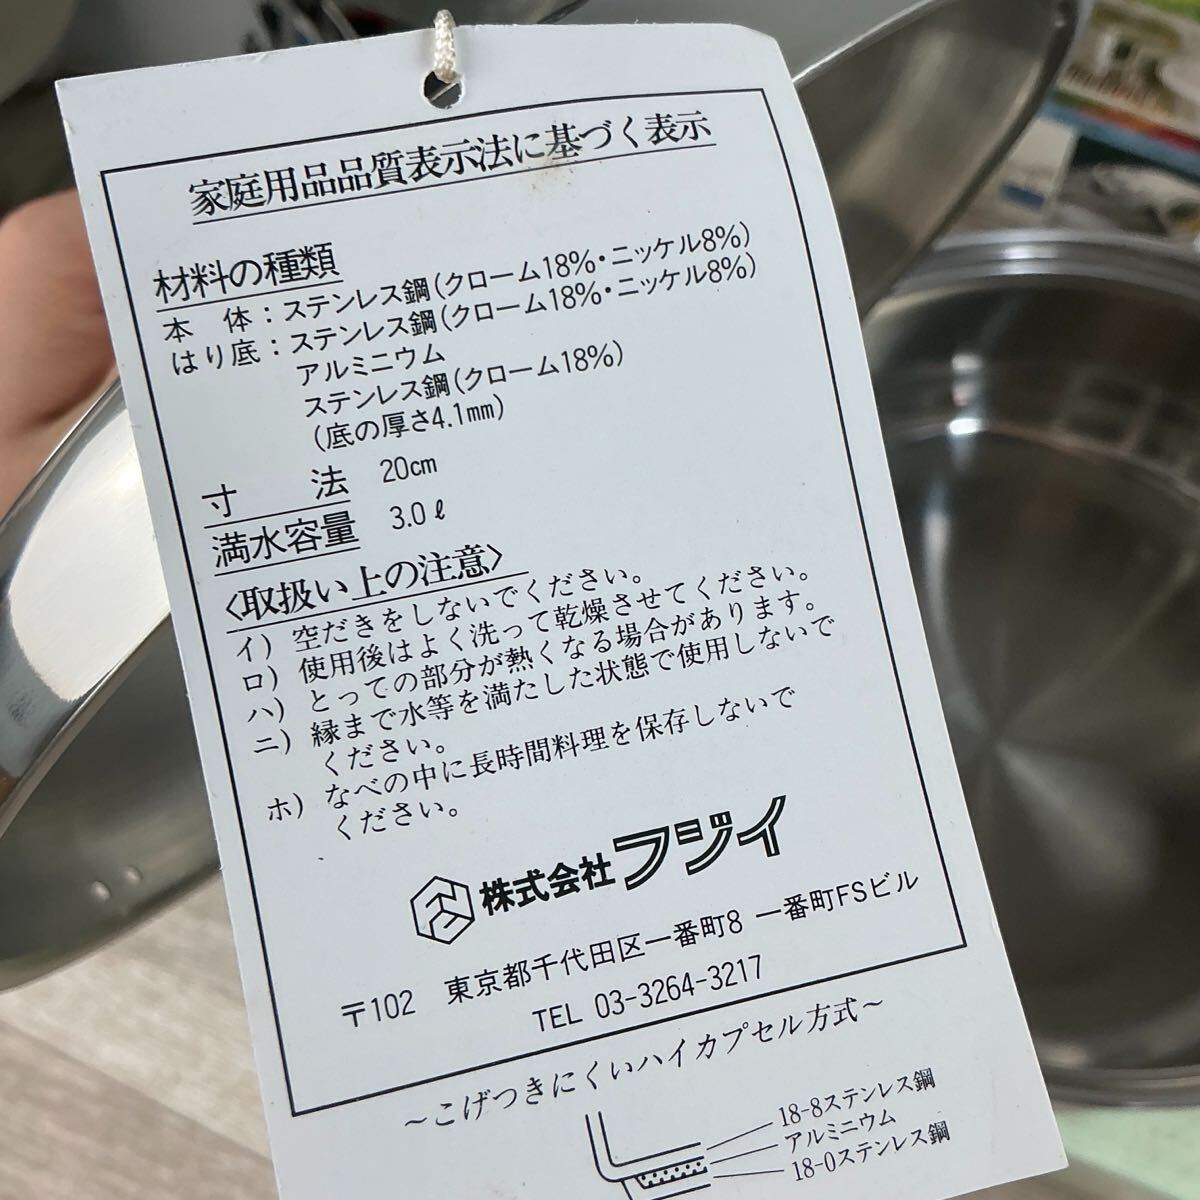 家庭用品品質表示法に基づく表示
材料の種類
本　体：ステンレス鋼(クローム18%・ニッケル8%)
はり底：ステンレス鋼(クローム18%・ニッケル8%)
アルミニウム
ステンレス鋼(クローム18%)
(底の厚さ4.1mm)
寸　　法　20cm
満水容量　3.0ℓ
〈取扱い上の注意〉
イ) 空だきをしないでください。
ロ) 使用後はよく洗って乾燥させてください。
ハ) とっての部分が熱くなる場合があります。
ニ) 縁まで水等を満たした状態で使用しないで
ください。
ホ) なべの中に長時間料理を保存しないで
ください。
株式会社フジイ
〒102　東京都千代田区一番町8 一番町FSビル
TEL 03-3264-3217
～こげつきにくいハイカプセル方式～
18-8ステンレス鋼
アルミニウム
18-0ステンレス鋼